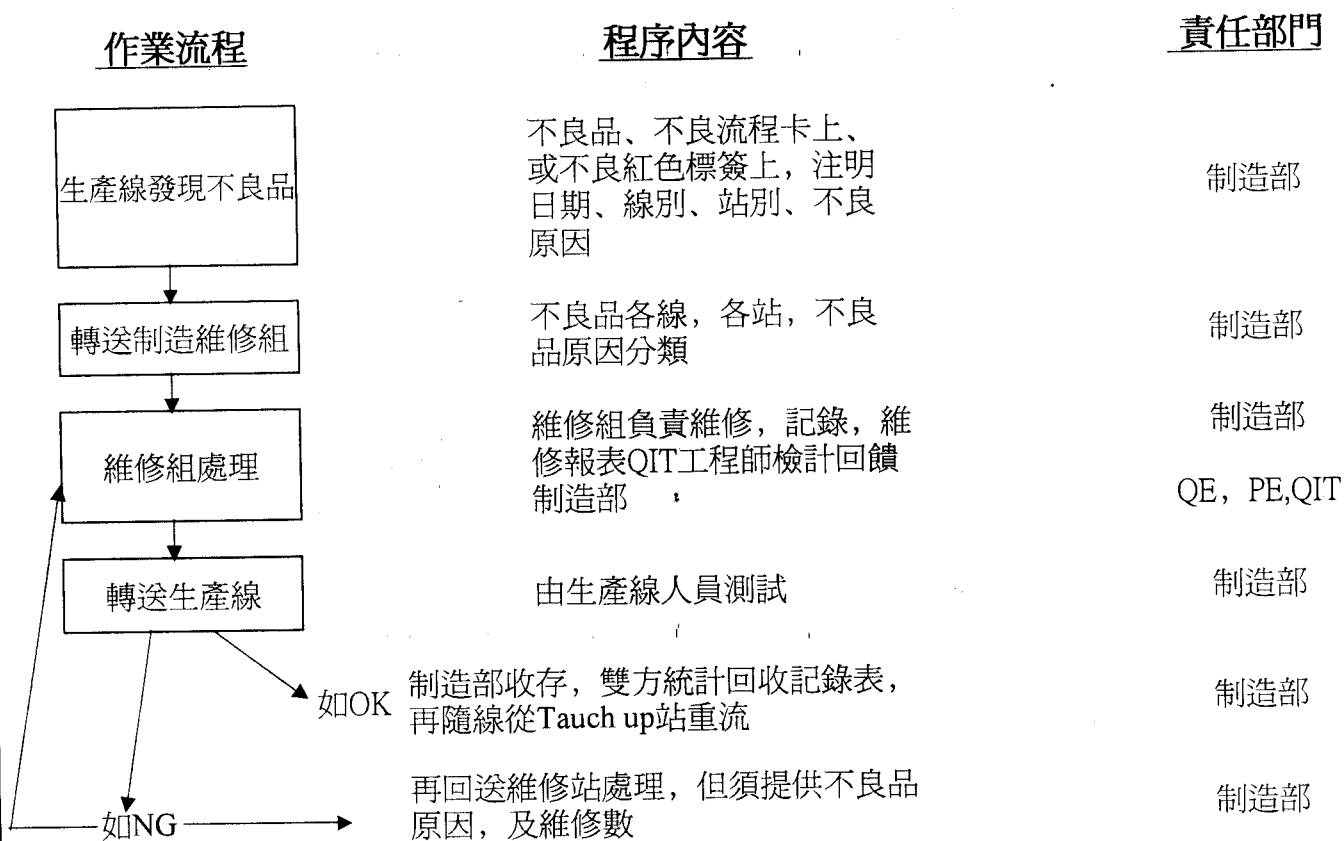 作業流程
程序內容
責任部門
生產線發現不良品
不良品、不良流程卡上、
或不良紅色標簽上，注明
日期、線別、站別、不良
原因
制造部
轉送制造維修組
不良品各線，各站，不良
品原因分類
制造部
維修組處理
維修組負責維修，記錄，維
修報表QIT工程師檢計回饋
制造部
制造部
QE，PE,QIT
轉送生產線
由生產線人員測試
制造部
如OK
制造部收存，雙方統計回收記錄表，
再隨線從Tauch up站重流
制造部
如NG
再回送維修站處理，但須提供不良品
原因，及維修數
制造部